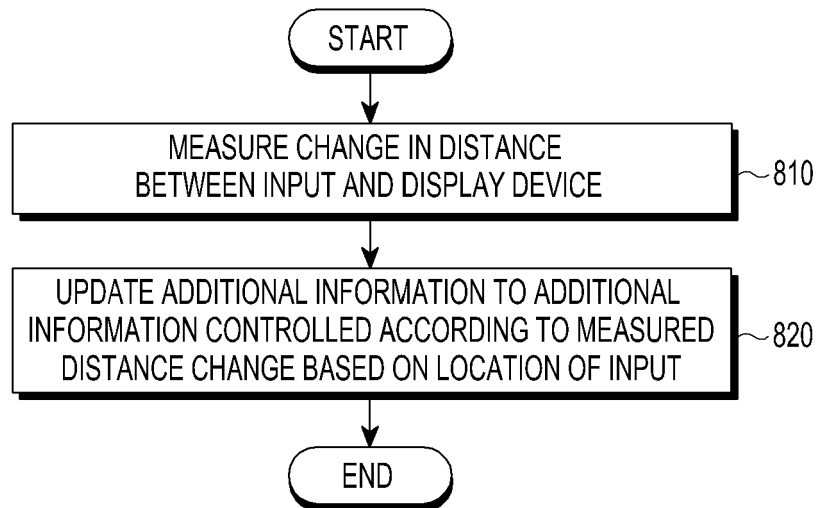 START
MEASURE CHANGE IN DISTANCE
BETWEEN INPUT AND DISPLAY DEVICE
810
UPDATE ADDITIONAL INFORMATION TO ADDITIONAL
INFORMATION CONTROLLED ACCORDING TO MEASURED
DISTANCE CHANGE BASED ON LOCATION OF INPUT
820
END